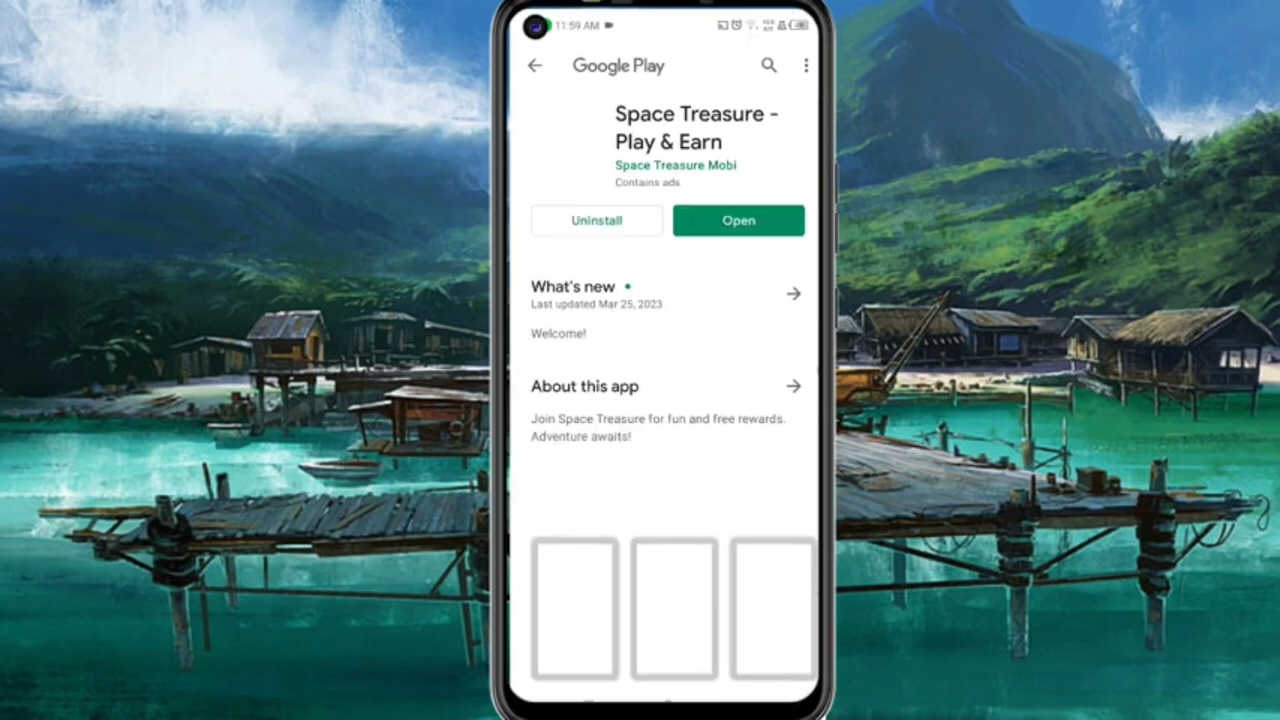 11:59 AM
Google Play
Space Treasure -
Play & Earn
Space Treasure Mobi
Contains ads
Uninstall
Open
What's new
Last updated Mar 25, 2023
Welcome!
About this app
Join Space Treasure for fun and free rewards.
Adventure awaits!